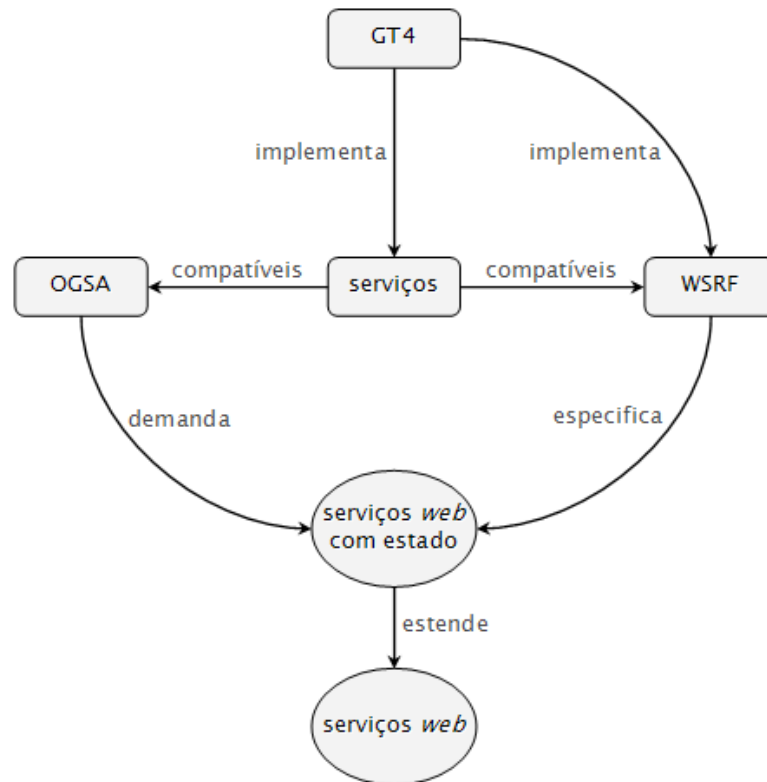 GT4
implementa
implementa
compatíveis
compatíveis
OGSA
serviços
WSRF
demanda
especifica
serviços web
com estado
estende
serviços web